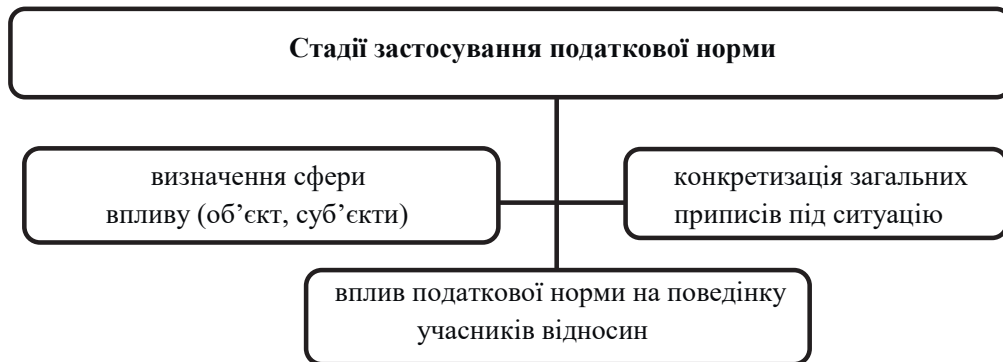 Стадії застосування податкової норми
визначення сфери
впливу (об’єкт, суб’єкти)
конкретизація загальних
приписів під ситуацію
вплив податкової норми на поведінку
учасників відносин